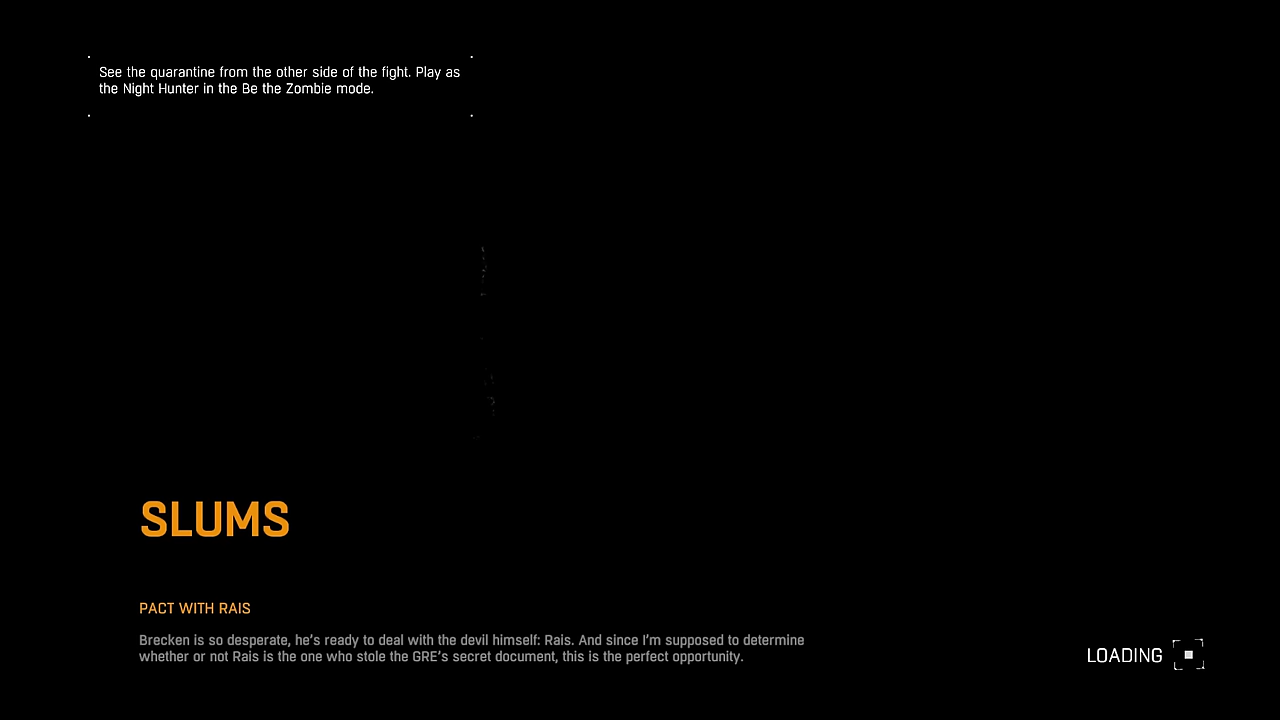 See the quarantine from the other side of the fight. Play as
the Night Hunter in the Be the Zombie mode.
SLUMS
PACT WITH RAIS
Brecken is so desperate, he's ready to deal with the devil himself: Rais. And since I'm supposed to determine
whether or not Rais is the one who stole the GRE's secret document, this is the perfect opportunity.
LOADING